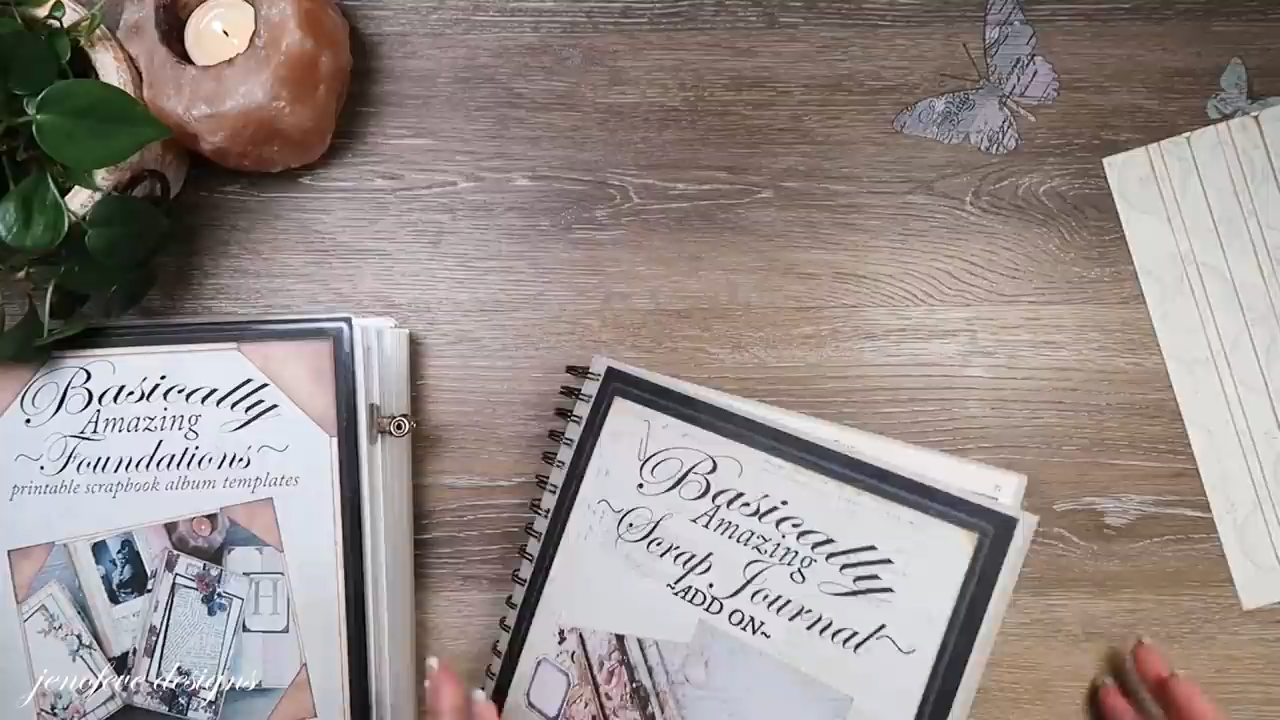 Basically
Amazing
~Foundations~
printable scrapbook album templates
H
jenofeve designs
Basically
Amazing
~Scrap Journal~
~ADD ON~